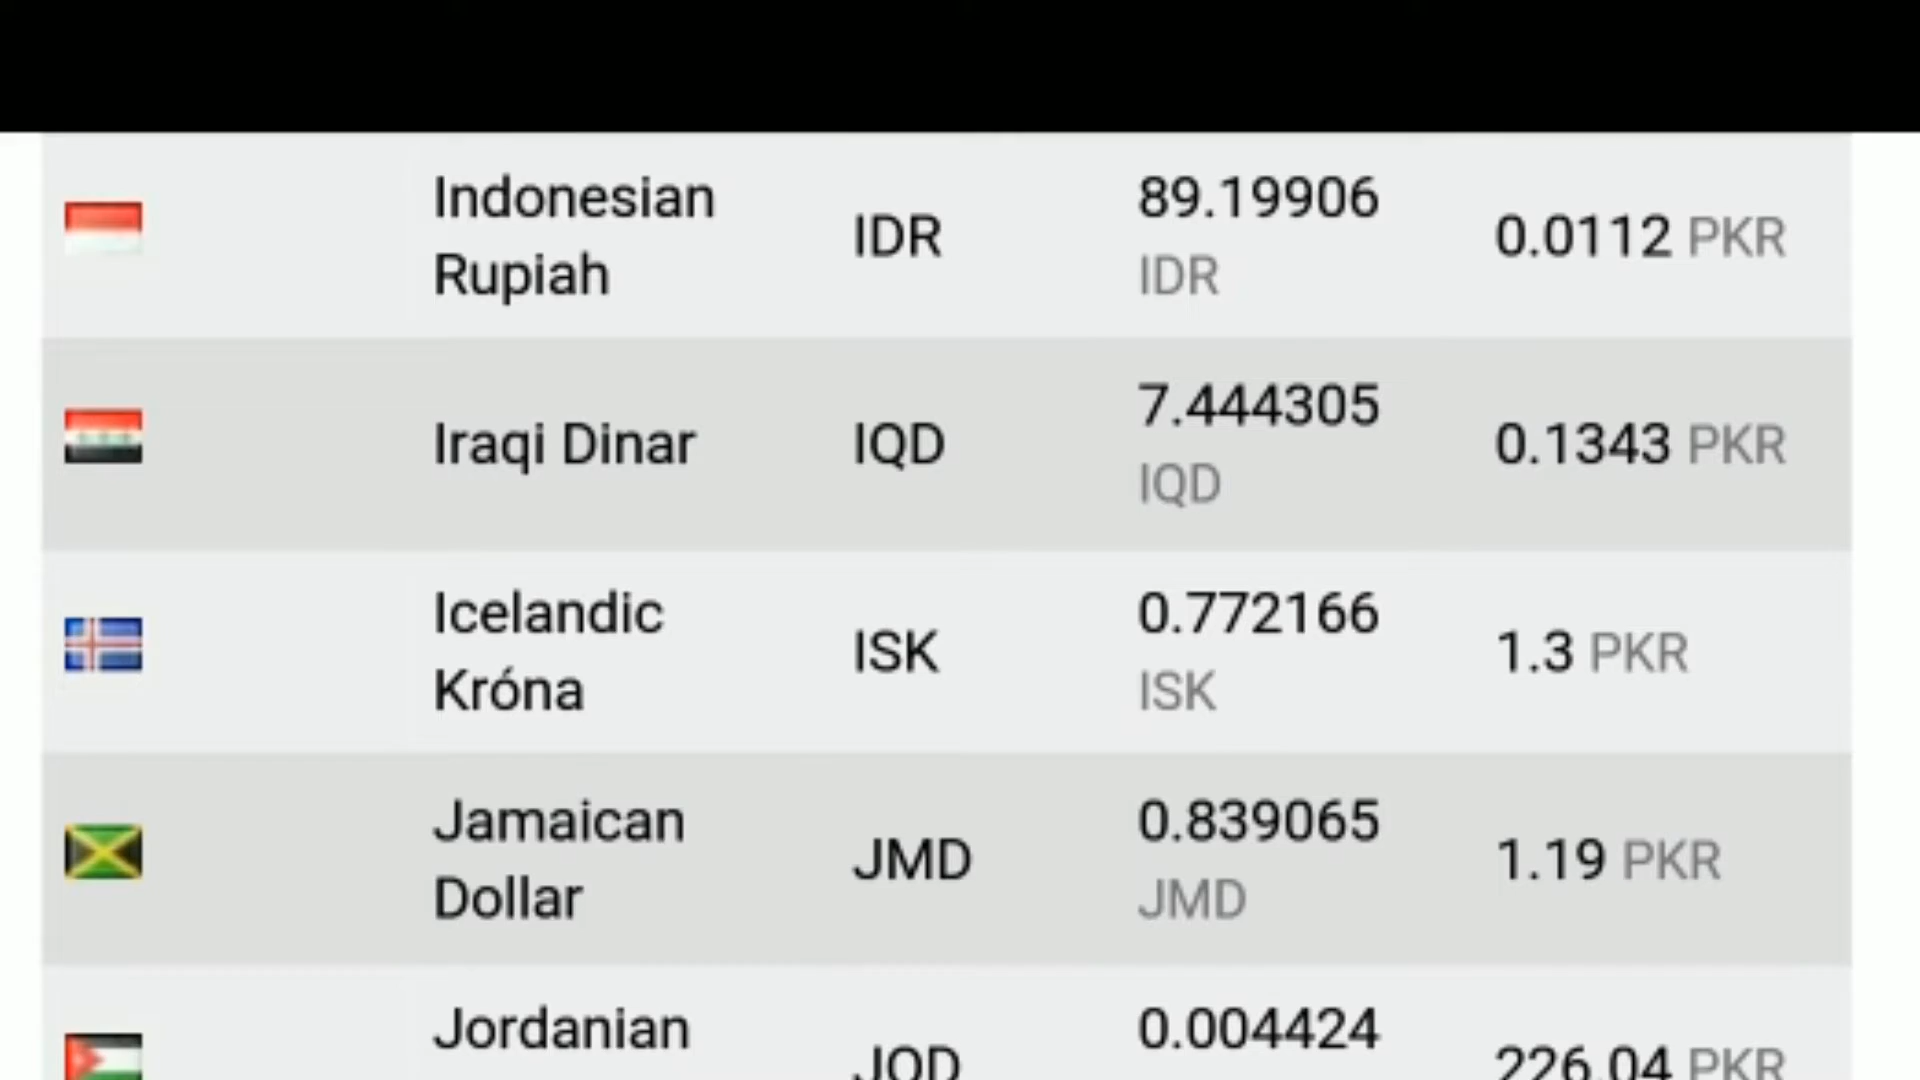 Indonesian Rupiah IDR 89.19906 IDR 0.0112 PKR
Iraqi Dinar IQD 7.444305 IQD 0.1343 PKR
Icelandic Króna ISK 0.772166 ISK 1.3 PKR
Jamaican Dollar JMD 0.839065 JMD 1.19 PKR
Jordanian JOD 0.004424 226.04 PKR